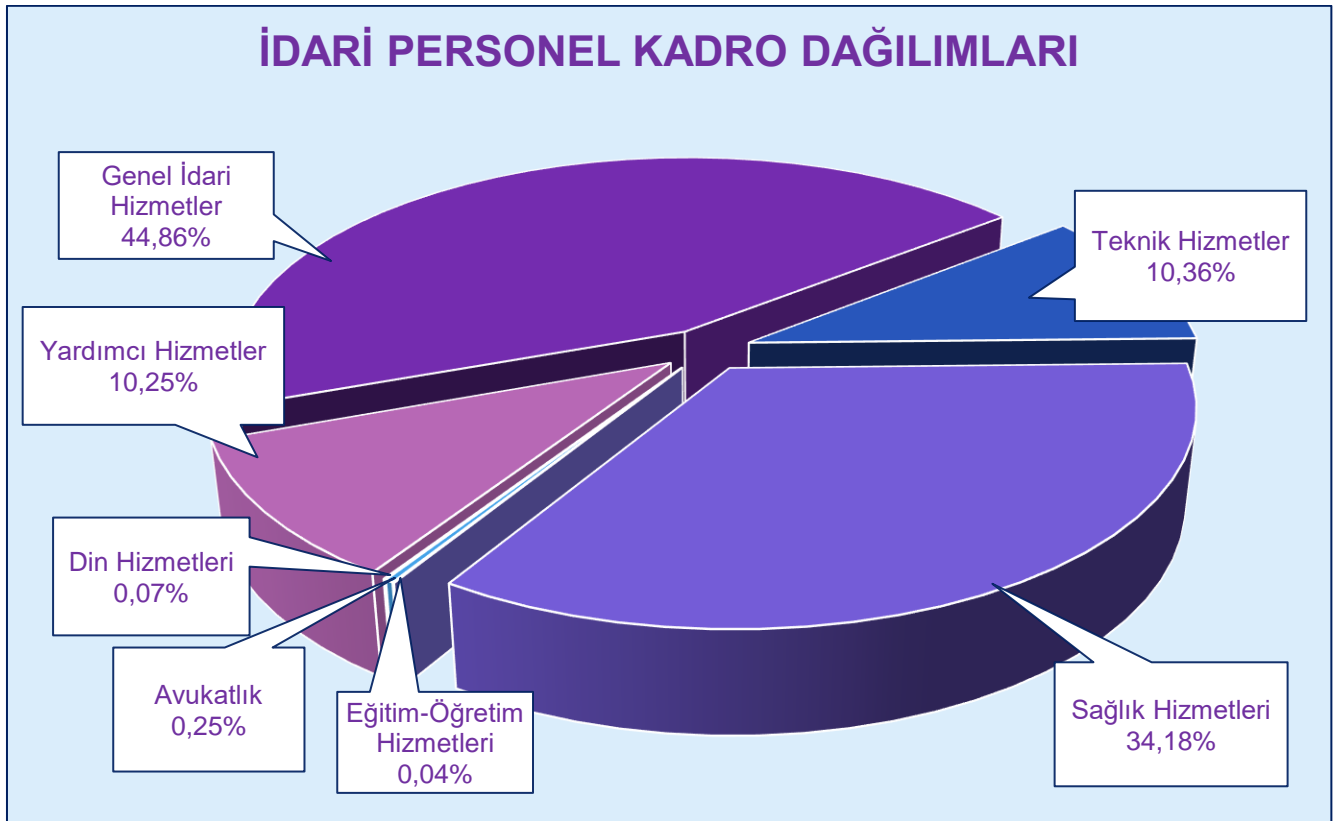 İDARİ PERSONEL KADRO DAĞILIMLARI
Genel İdari
Hizmetler
44,86%
Teknik Hizmetler
10,36%
Yardımcı Hizmetler
10,25%
Din Hizmetleri
0,07%
Avukatlık
0,25%
Eğitim-Öğretim
Hizmetleri
0,04%
Sağlık Hizmetleri
34,18%